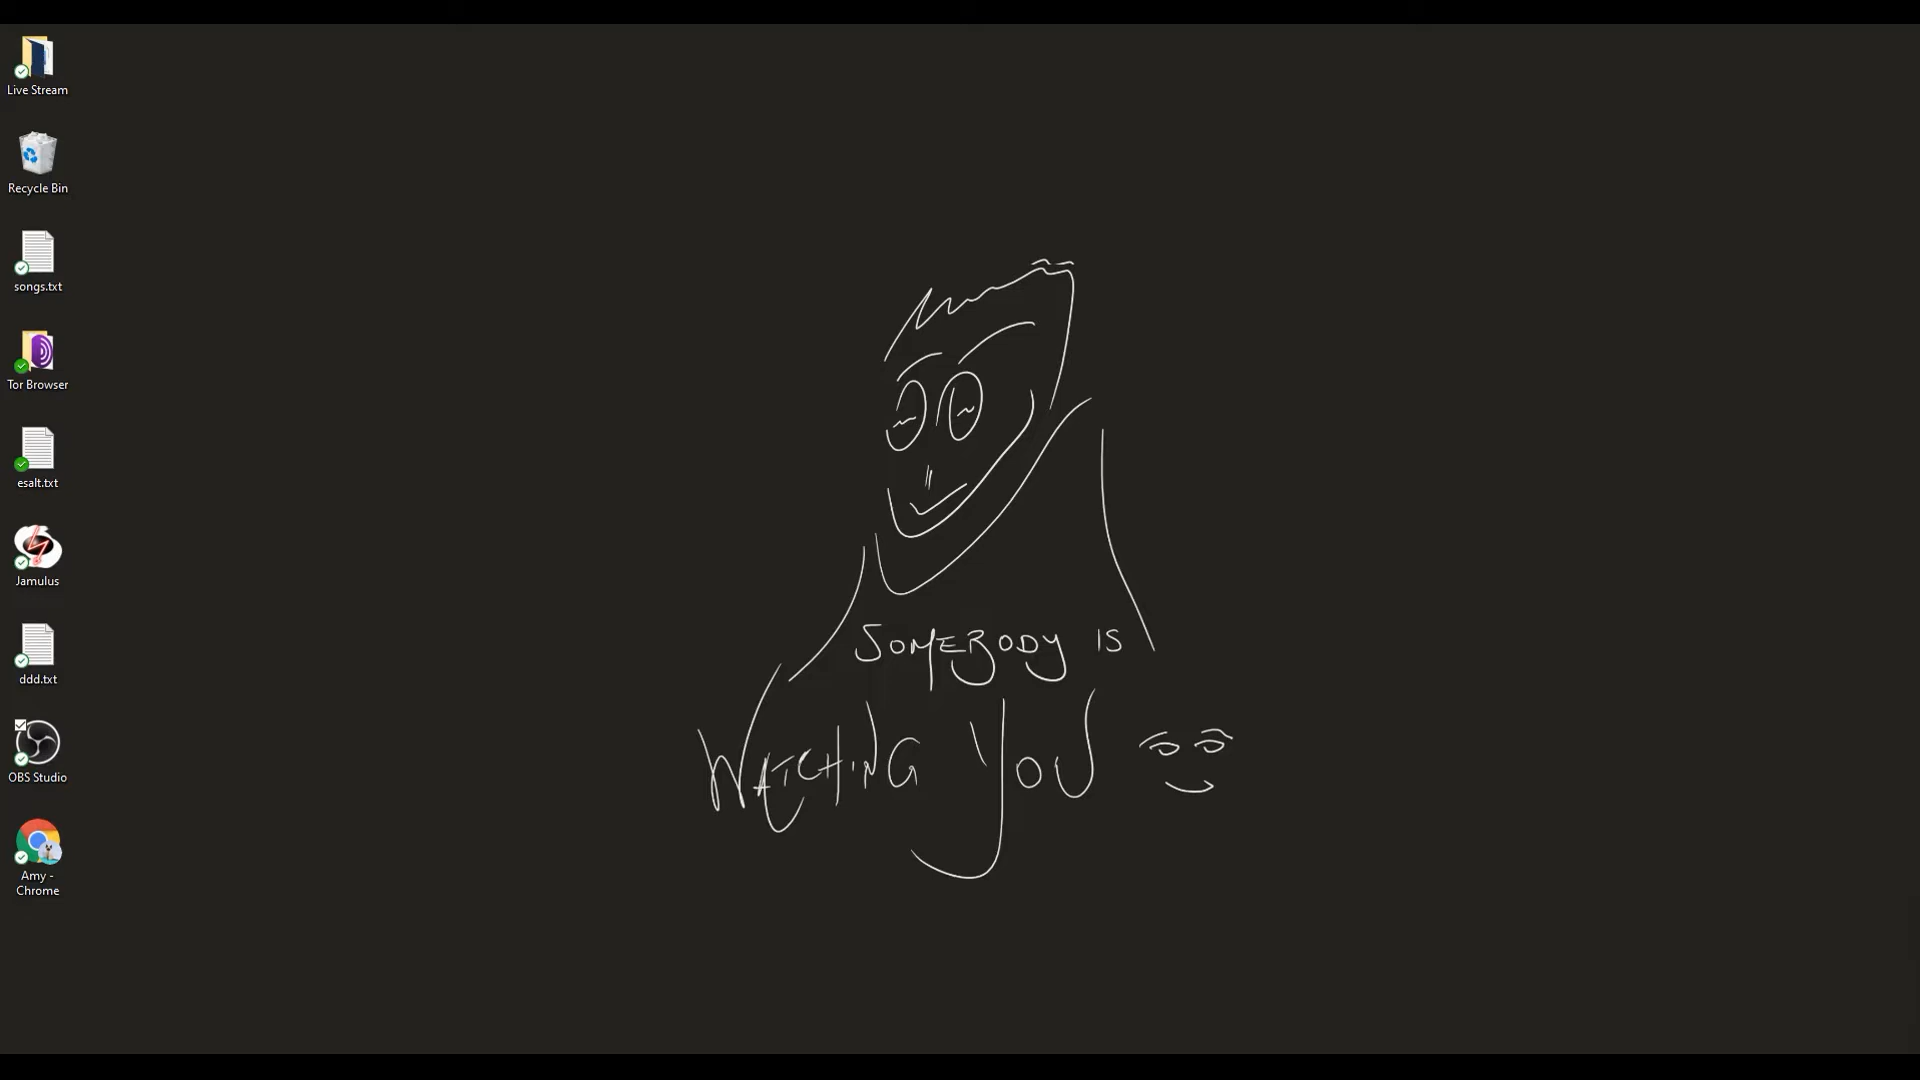 Live Stream
Recycle Bin
songs.txt
Tor Browser
esalt.txt
Jamulus
ddd.txt
OBS Studio
Amy -
Chrome
SOMEBODY IS
WATCHING YOU